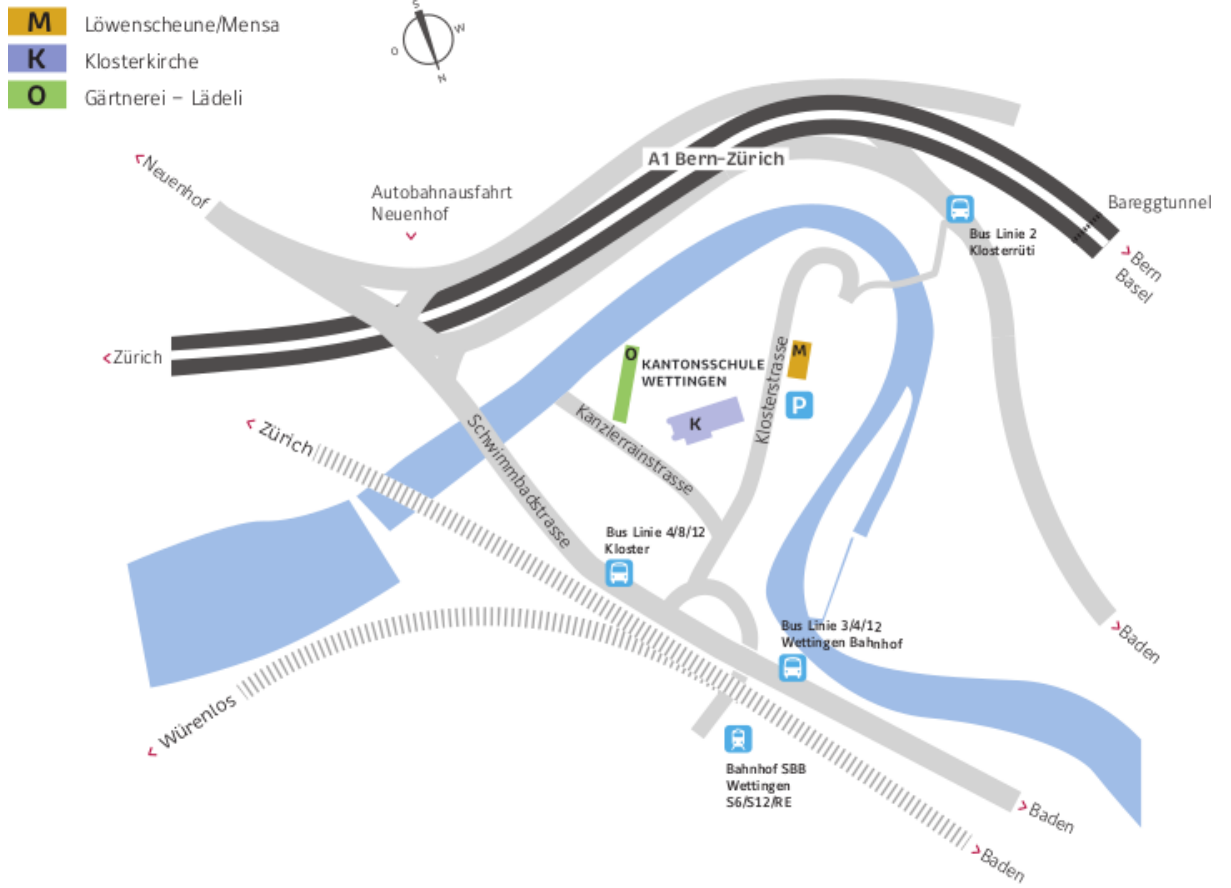 M Löwenscheune/Mensa
K Klosterkirche
O Gärtnerei – Lädeli
S
W
O
N
Neuenhof
Autobahnausfahrt
Neuenhof
A1 Bern-Zürich
Bareggtunnel
Bus Linie 2
Klosterrüti
Bern
Basel
Zürich
O
KANTONSSCHULE
WETTINGEN
M
P
K
Klosterstrasse
Kanzlerrainstrasse
Schwimmbadstrasse
Zürich
Bus Linie 4/8/12
Kloster
Bus Linie 3/4/12
Wettingen Bahnhof
Baden
Würenlos
Bahnhof SBB
Wettingen
S6/S12/RE
Baden
Baden